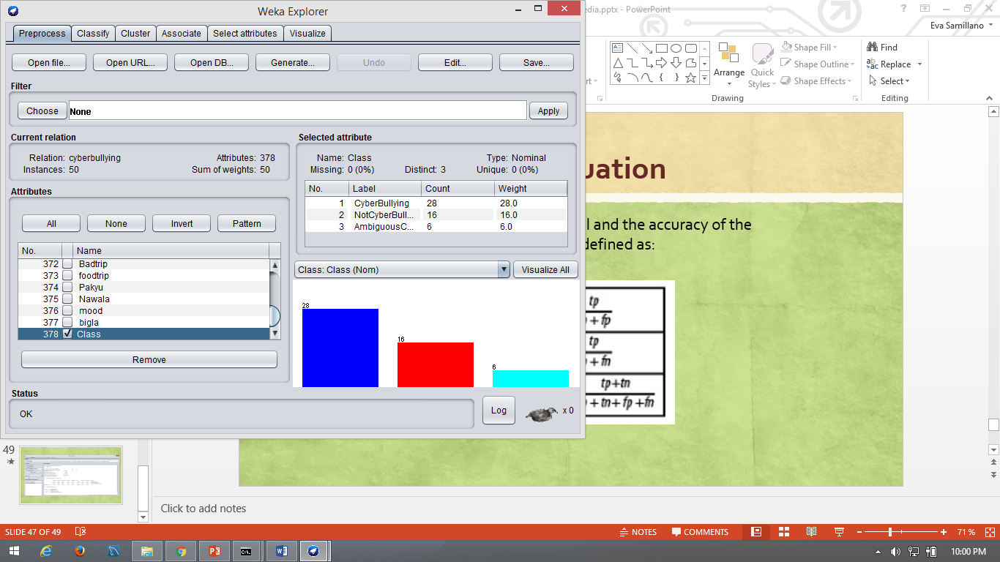 Weka Explorer
Preprocess Classify Cluster Associate Select attributes Visualize
Open file... Open URL... Open DB... Generate... Undo Edit... Save...
Filter
Choose None Apply
Current relation
Relation: cyberbullying Attributes: 378
Instances: 50 Sum of weights: 50
Attributes
All None Invert Pattern
No. Name
372 Badtrip
373 foodtrip
374 Pakyu
375 Nawala
376 mood
377 bigla
378 Class
Remove
Selected attribute
Name: Class Type: Nominal
Missing: 0 (0%) Distinct: 3 Unique: 0 (0%)
No. Label Count Weight
1 CyberBullying 28 28.0
2 NotCyberBull... 16 16.0
3 AmbiguousC... 6 6.0
Class: Class (Nom) Visualize All
28
16
6
Status
OK
Log x 0
dia.pptx - PowerPoint
?
Eva Samillano
Arrange
Quick
Styles
Shape Fill
Shape Outline
Shape Effects
Drawing
Find
Replace
Select
Editing
uation
l and the accuracy of the
defined as:
tp
+ fp
tp
+ fn
tp+tn
+ tn + fp +fn
49
Click to add notes
SLIDE 47 OF 49 NOTES COMMENTS 71 %
10:00 PM